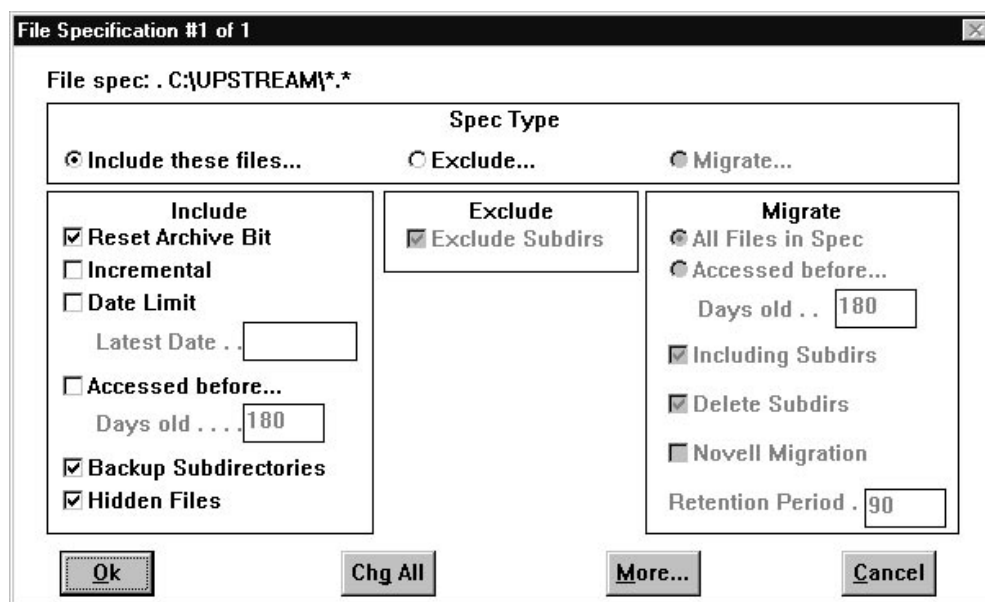 File Specification #1 of 1
File spec: . C:\UPSTREAM\*.*
Spec Type
Include these files...
Exclude...
Migrate...
Include
Reset Archive Bit
Incremental
Date Limit
Latest Date . .
Accessed before...
Days old . . . . 180
Backup Subdirectories
Hidden Files
Exclude
Exclude Subdirs
Migrate
All Files in Spec
Accessed before...
Days old . . 180
Including Subdirs
Delete Subdirs
Novell Migration
Retention Period . 90
Ok
Chg All
More...
Cancel